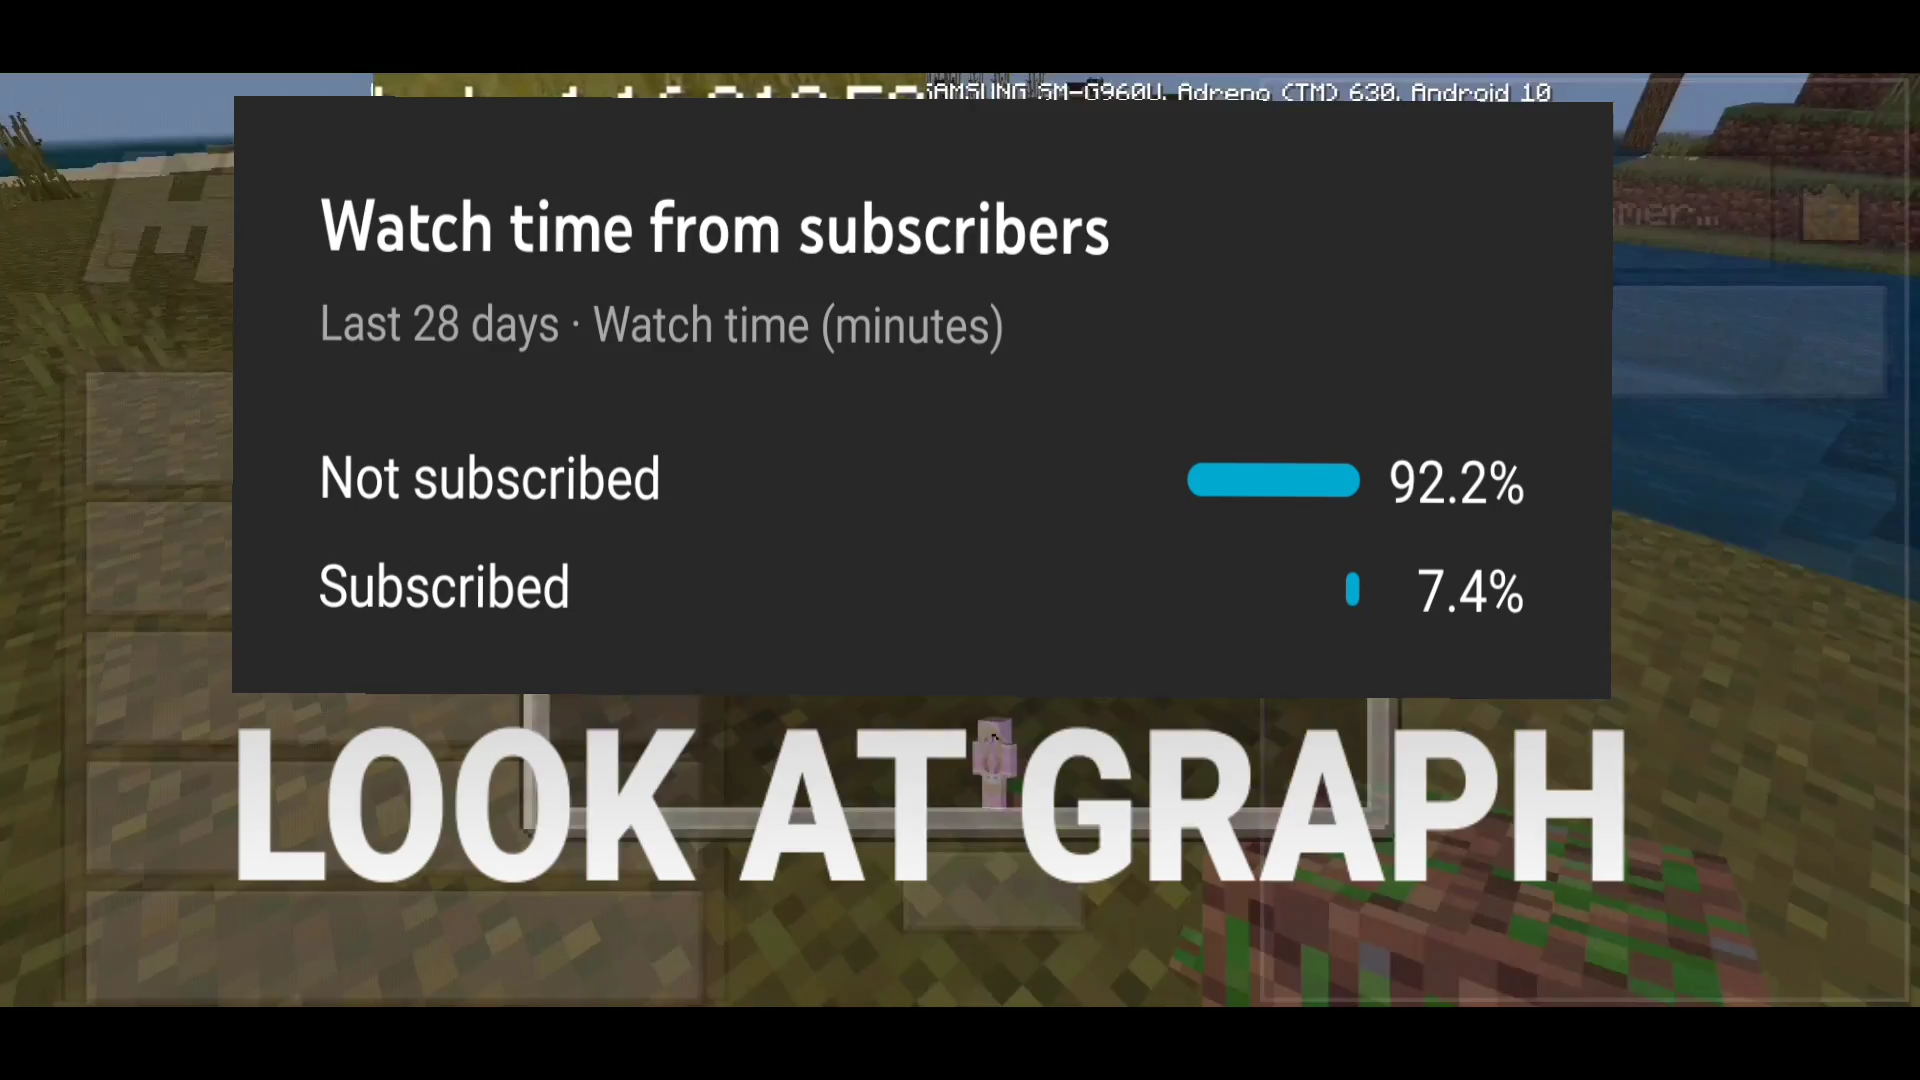 SAMSUNG SM-G960U, Adreno (TM) 630, Android 10
Watch time from subscribers
Last 28 days · Watch time (minutes)
Not subscribed 92.2%
Subscribed 7.4%
LOOK AT GRAPH